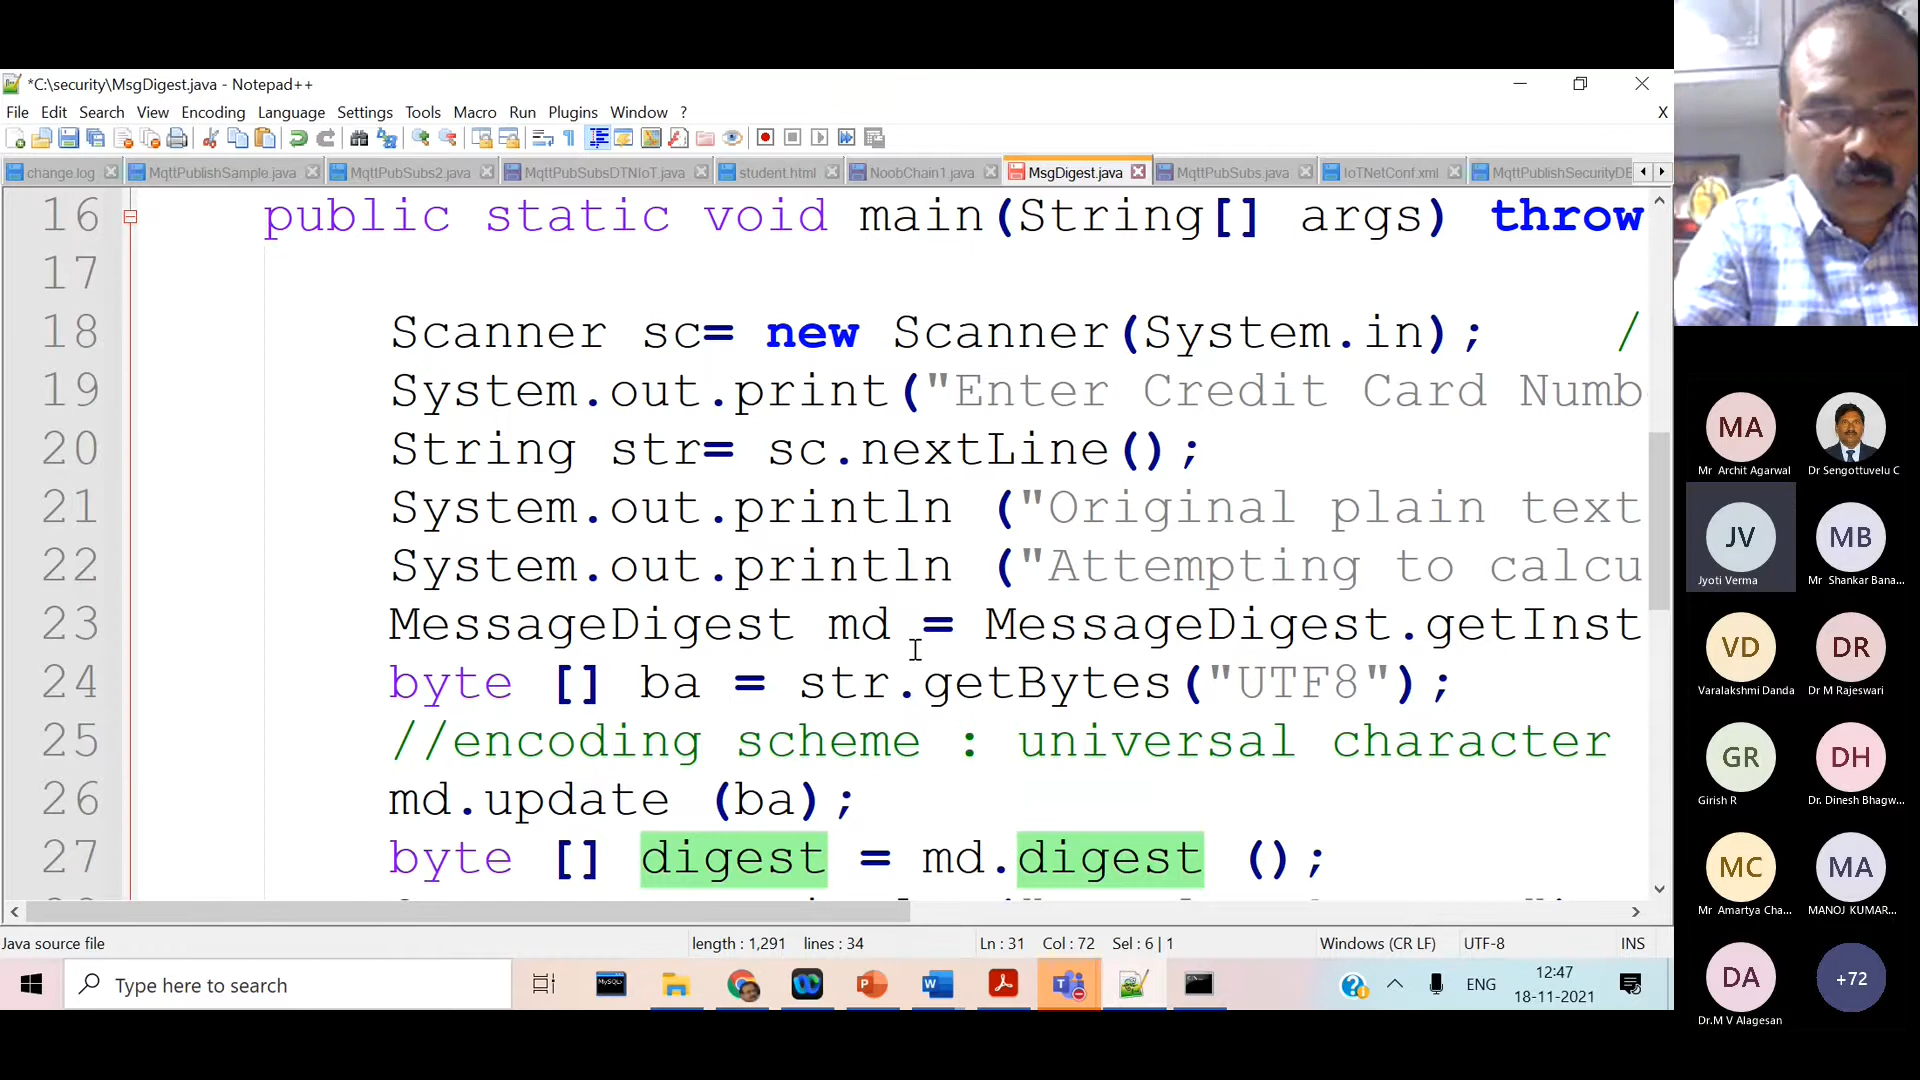 *C:\security\MsgDigest.java - Notepad++
File Edit Search View Encoding Language Settings Tools Macro Run Plugins Window ?
X
change.log MqttPublishSample.java MqttPubSubs2.java MqttPubSubsDTNIoT.java student.html NoobChain1.java MsgDigest.java MqttPubSubs.java IoTNetConf.xml MqttPublishSecurityDE
16 public static void main(String[] args) throw
17
18 Scanner sc= new Scanner(System.in); /
19 System.out.print("Enter Credit Card Numb
20 String str= sc.nextLine();
21 System.out.println ("Original plain text
22 System.out.println ("Attempting to calcu
23 MessageDigest md = MessageDigest.getInst
24 byte [] ba = str.getBytes("UTF8");
25 //encoding scheme : universal character
26 md.update (ba);
27 byte [] digest = md.digest ();
Java source file length : 1,291 lines : 34 Ln : 31 Col : 72 Sel : 6 | 1 Windows (CR LF) UTF-8 INS
Type here to search
MySQL
ENG
12:47
18-11-2021
MA
Mr Archit Agarwal Dr Sengottuvelu C
JV MB
Jyoti Verma Mr Shankar Bana...
VD DR
Varalakshmi Danda Dr M Rajeswari
GR DH
Girish R Dr. Dinesh Bhagw...
MC MA
Mr Amartya Cha... MANOJ KUMAR...
DA +72
Dr.M V Alagesan